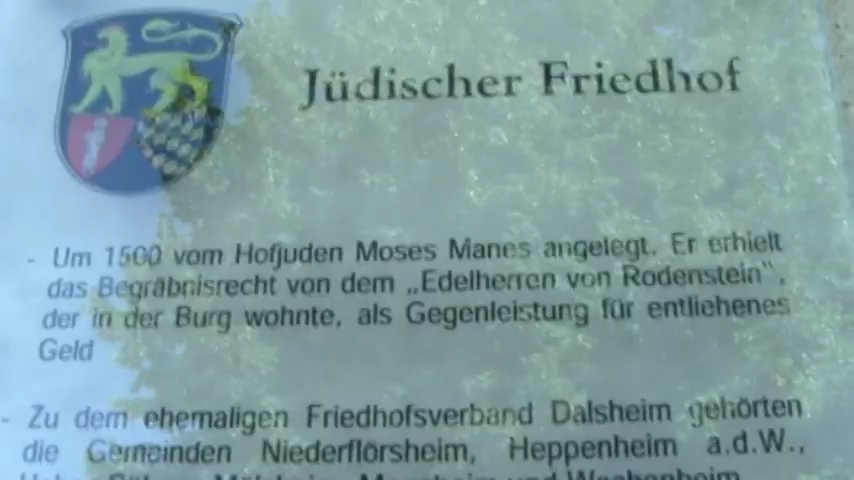 Jüdischer Friedhof
- Um 1500 vom Hofjuden Moses Manes angelegt. Er erhielt
das Begräbnisrecht von dem „Edelherren von Rodenstein“,
der in der Burg wohnte, als Gegenleistung für entliehenes
Geld
- Zu dem ehemaligen Friedhofsverband Dalsheim gehörten
die Gemeinden Niederflörsheim, Heppenheim a.d.W.,
und Wachenheim